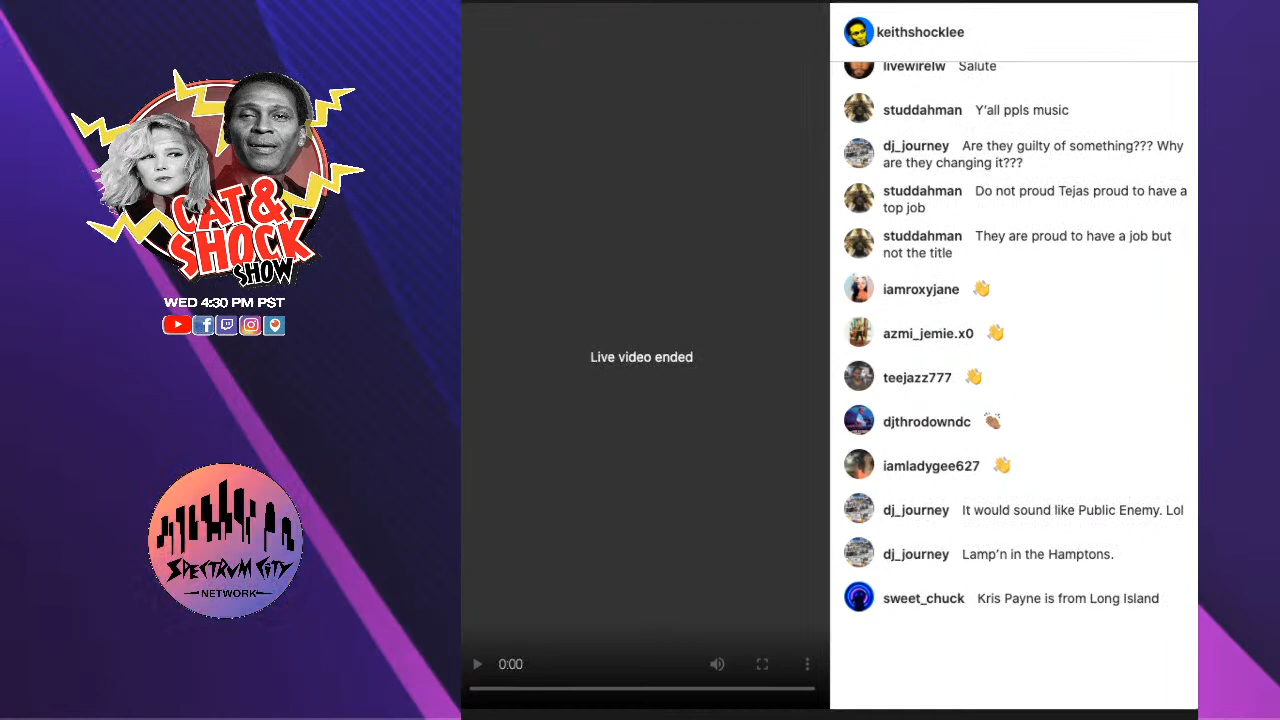 CAT &
SHOCK
SHOW
WED 4:30 PM PST
SPECTRUM CITY
NETWORK
Live video ended
0:00
keithshocklee
livewirelw Salute
studdahman Y’all ppls music
dj_journey Are they guilty of something??? Why
are they changing it???
studdahman Do not proud Tejas proud to have a
top job
studdahman They are proud to have a job but
not the title
iamroxyjane 👋
azmi_jemie.x0 👋
teejazz777 👋
djthrodowndc 👏🏽
iamladygee627 👋
dj_journey It would sound like Public Enemy. Lol
dj_journey Lamp’n in the Hamptons.
sweet_chuck Kris Payne is from Long Island